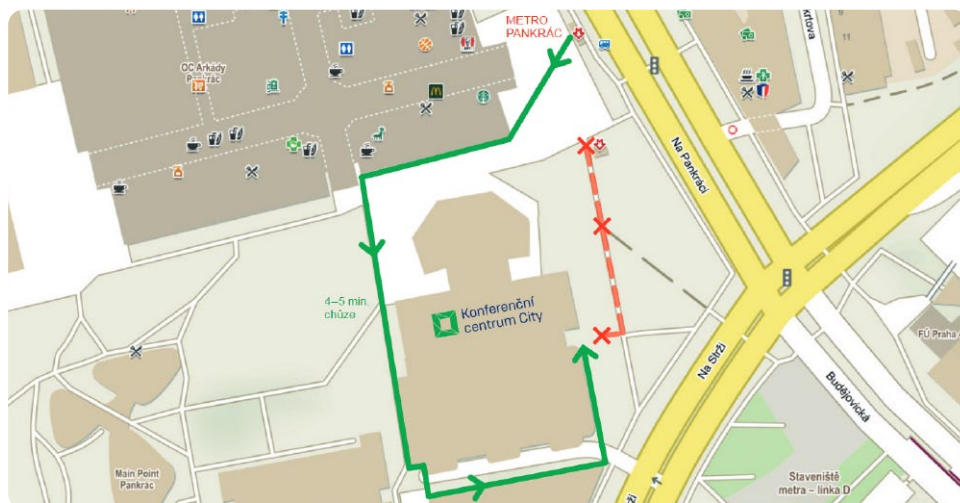 METRO
PANKRÁC
OC Arkády
Pankrác
Na Pankráci
11
4–5 min.
chůze
Konferenční
centrum City
Na Strži
FÚ Praha
Budějovická
Main Point
Pankrác
Staveniště
metra – linka D